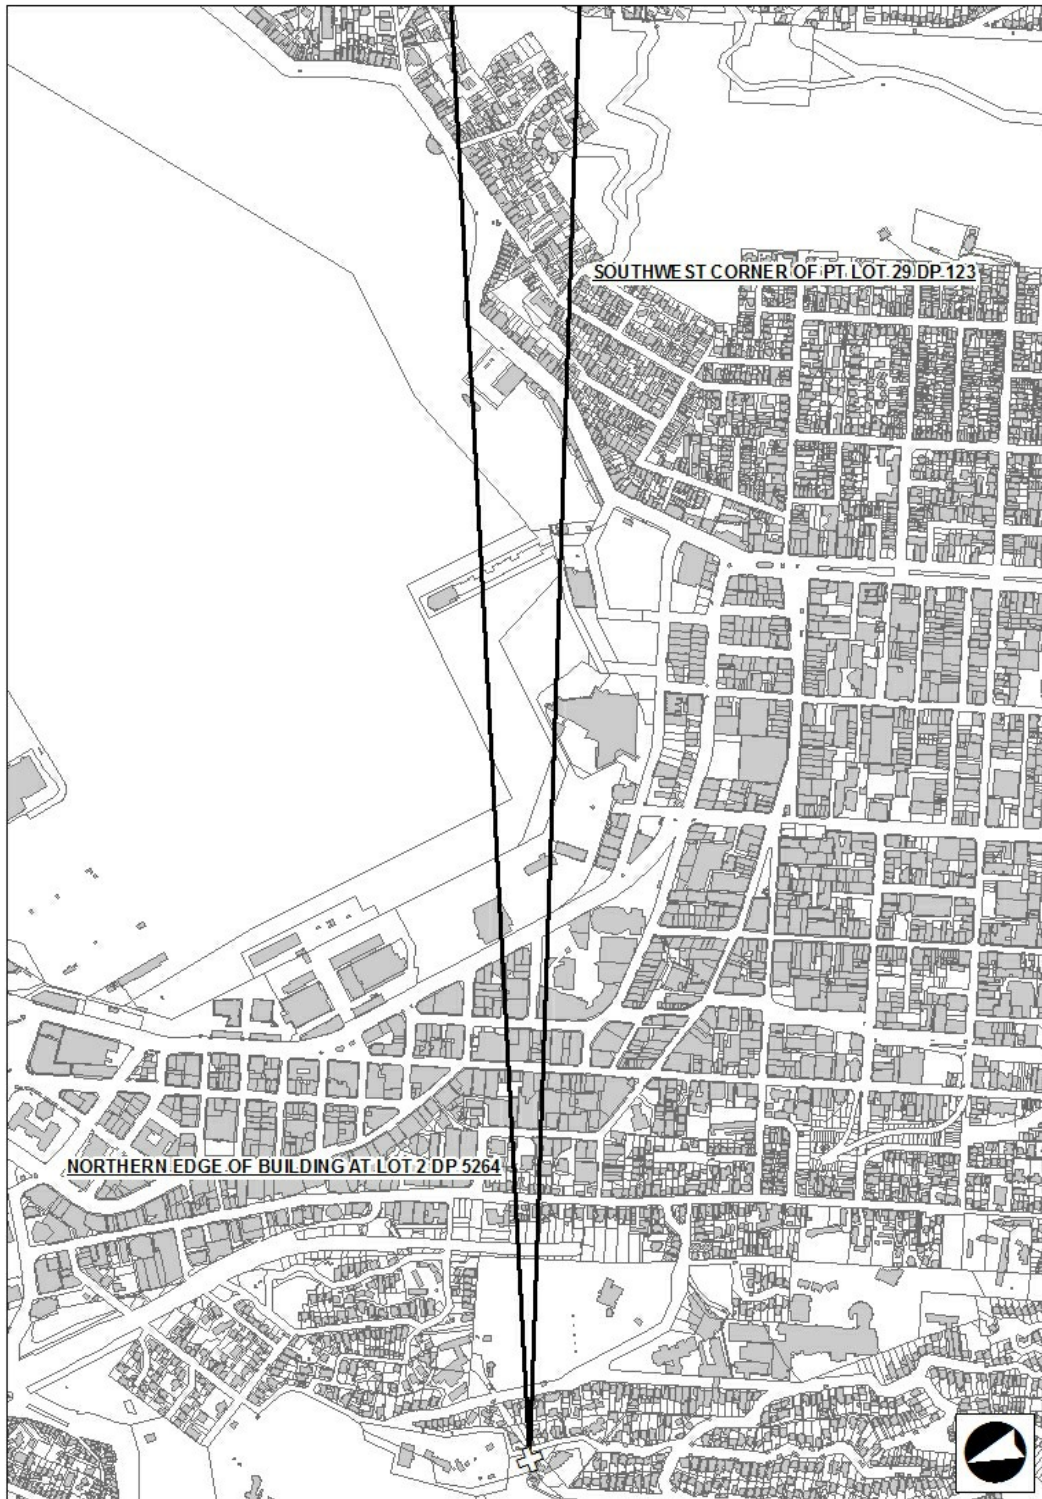 SOUTHWEST CORNER OF PT LOT 29 DP 123
NORTHERN EDGE OF BUILDING AT LOT 2 DP 5264